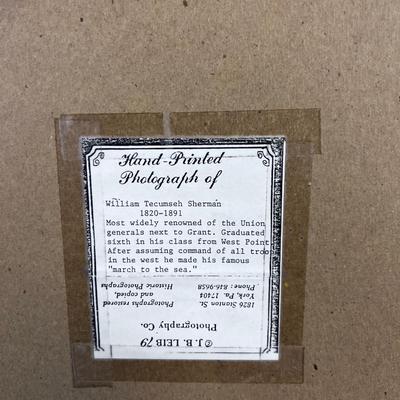 Hand-Printed
Photograph of
William Tecumseh Sherman
1820-1891
Most widely renowned of the Union
generals next to Grant. Graduated
sixth in his class from West Point
After assuming command of all troop
in the west he made his famous
"march to the sea."
© J. B. LEIB 79
Photography Co.
1826 Stanton St.
York, Pa. 17404
Phone: 846-9658
Historic Photographs
and copied,
Photographs restored